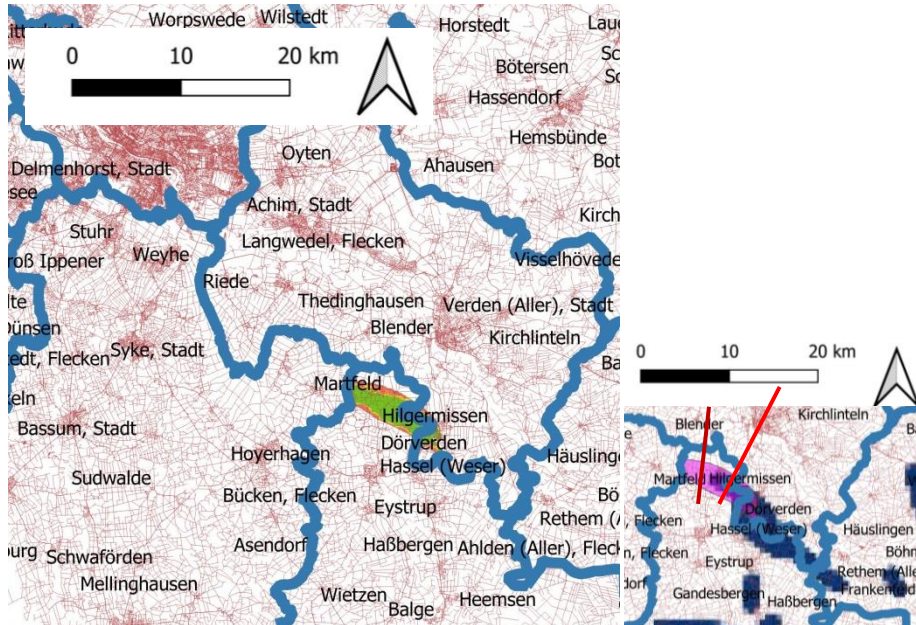 Worpswede Wilstedt
Horstedt
0 10 20 km
Bötersen
Hassendorf
Hemsbünde
Oyten
Ahausen
Delmenhorst, Stadt
Achim, Stadt
Stuhr
Langwedel, Flecken
Weyhe
Riede
Thedinghausen
Verden (Aller), Stadt
Blender
Kirchlinteln
Syke, Stadt
Martfeld
Hilgermissen
Bassum, Stadt
Dörverden
Hoyerhagen
Hassel (Weser)
Sudwalde
Bücken, Flecken
Eystrup
Asendorf
Haßbergen
Ahlden (Aller), Fleck
Schwaförden
Mellinghausen
Wietzen
Balge
Heemsen
0 10 20 km
Kirchlinteln
Blender
Martfeld Hilgermissen
Dörverden
Hassel (Weser)
Häuslingen
Eystrup
Gandesbergen
Haßbergen
Rethem (Alle
Frankenfeld